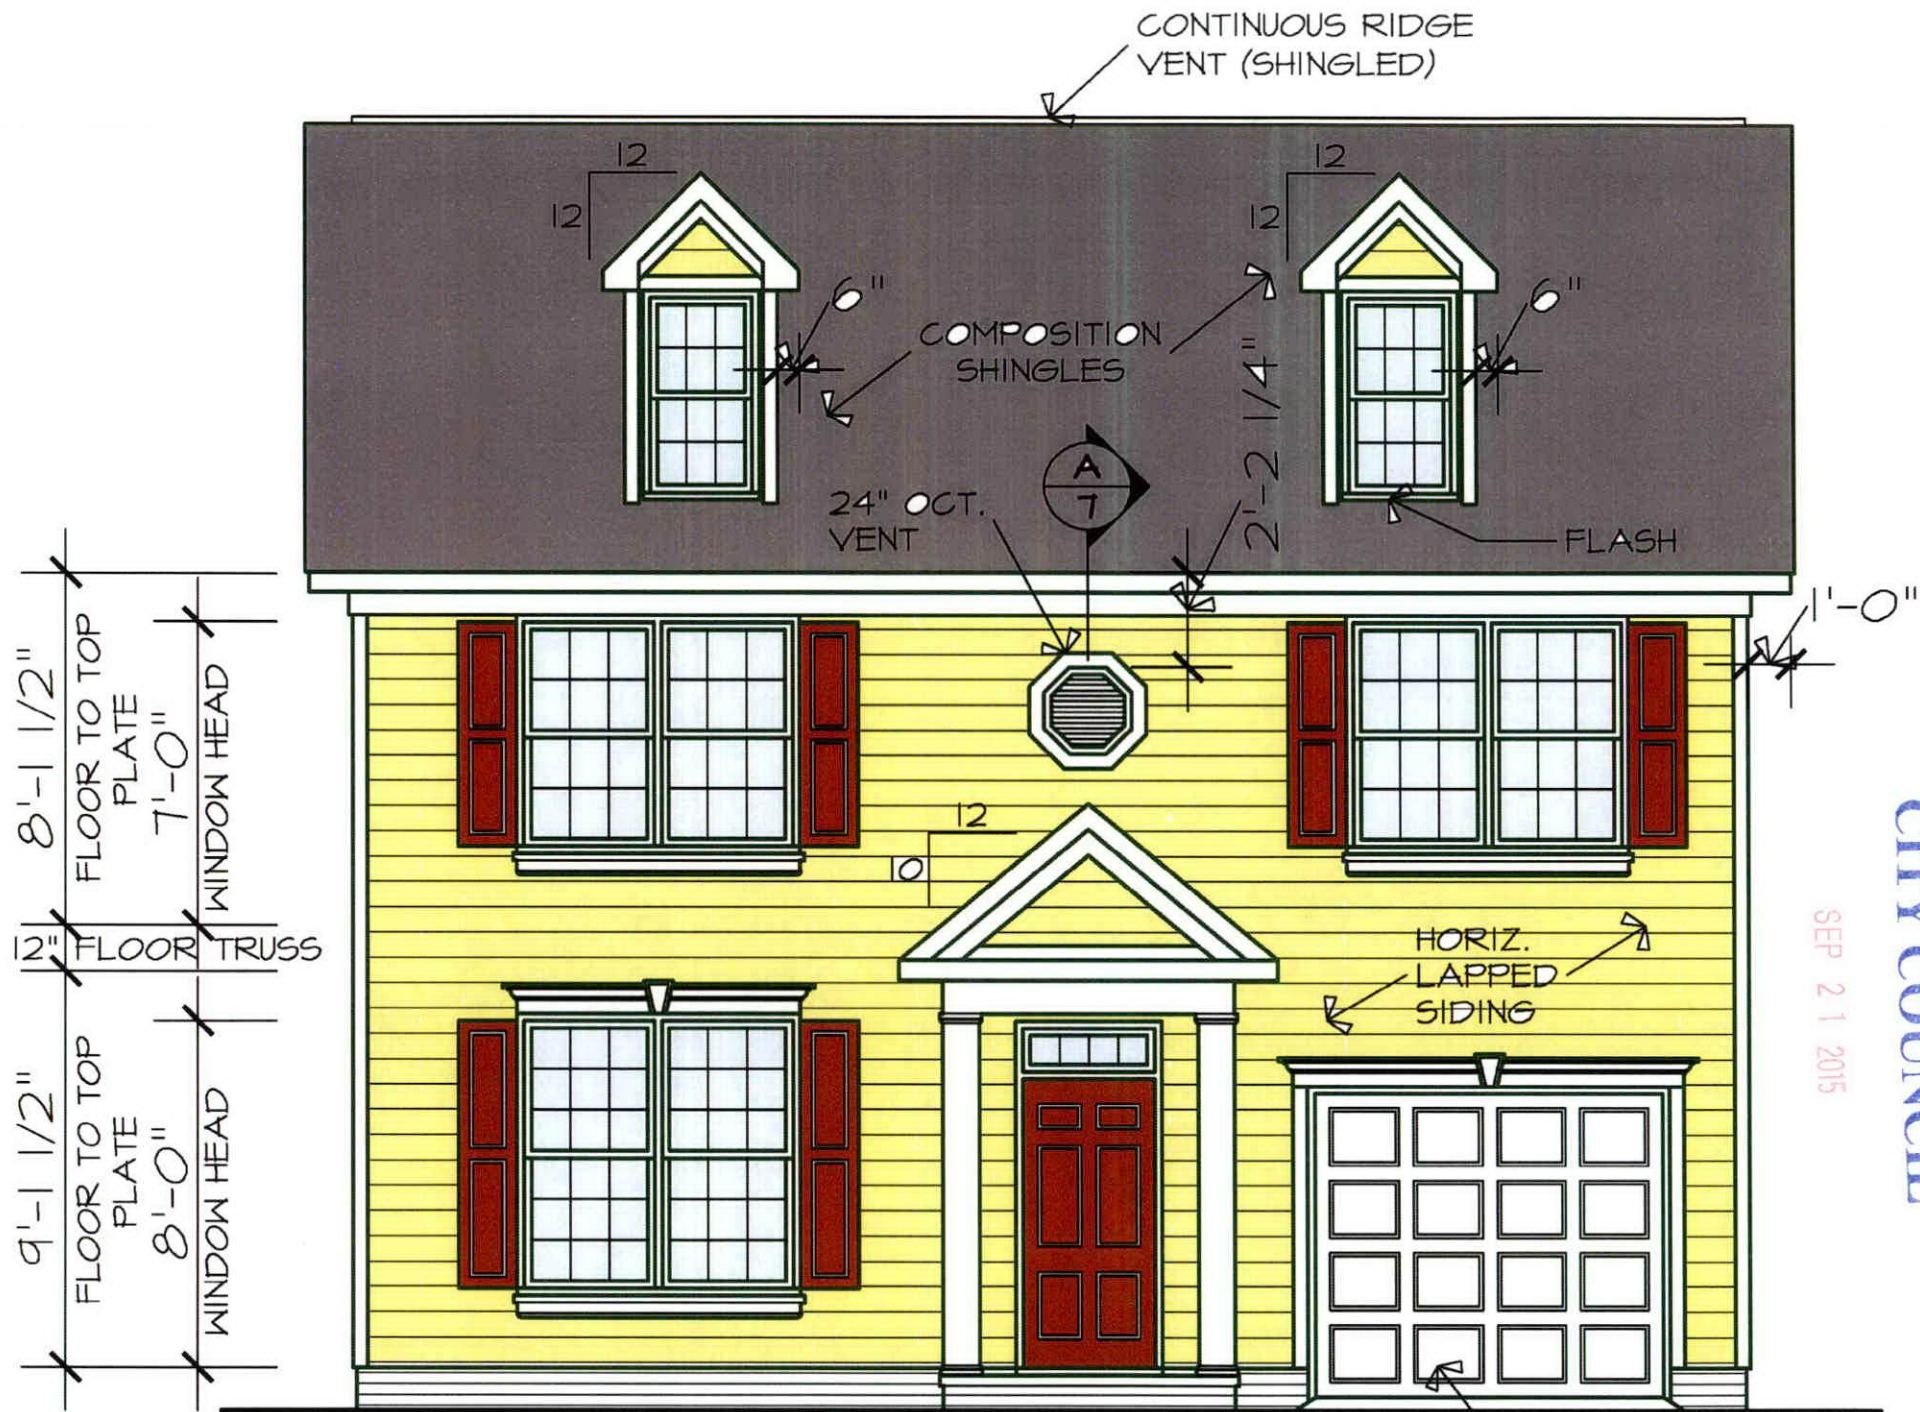 CONTINUOUS RIDGE
VENT (SHINGLED)
12
12
6"
COMPOSITION
SHINGLES
12
12
6"
2'-2 1/4"
A
7
24" OCT.
VENT
FLASH
1'-0"
8'-1 1/2"
FLOOR TO TOP
PLATE
7'-0"
WINDOW HEAD
12" FLOOR TRUSS
9'-1 1/2"
FLOOR TO TOP
PLATE
8'-0"
WINDOW HEAD
12
HORIZ.
LAPPED
SIDING
CITY COUNCIL
SEP 21 2015